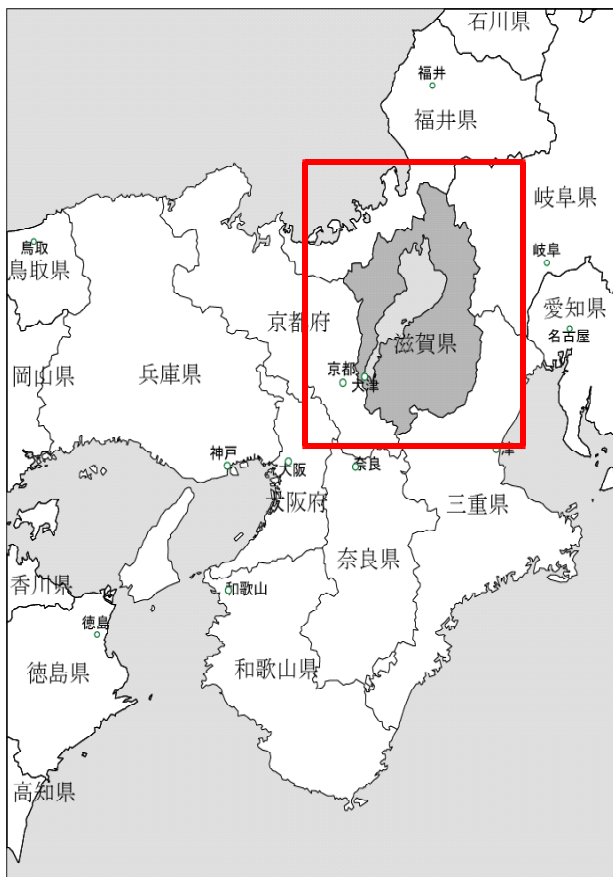 石川県
福井
福井県
岐阜県
鳥取
鳥取県
岐阜
愛知県
名古屋
京都府
滋賀県
岡山県
兵庫県
京都
大津
神戸
大阪
奈良
津
大阪府
三重県
奈良県
香川県
和歌山
徳島
徳島県
和歌山県
高知県